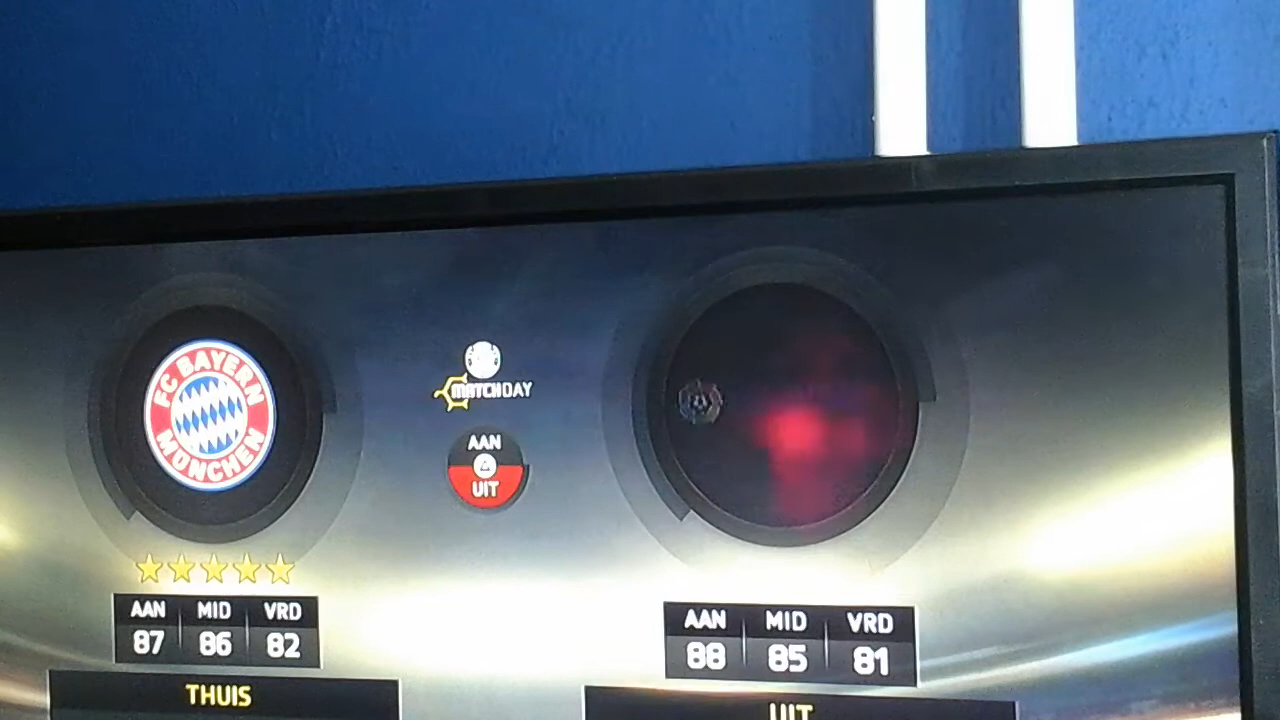 FC BAYERN
MÜNCHEN
MATCHDAY
AAN
UIT
AAN MID VRD
87 86 82
THUIS
AAN MID VRD
88 85 81
UIT